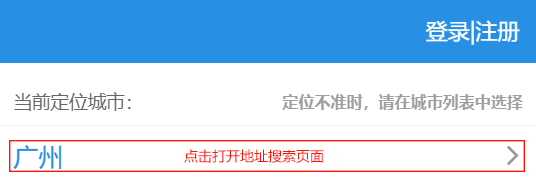 登录|注册
当前定位城市： 定位不准时，请在城市列表中选择
广州 点击打开地址搜索页面